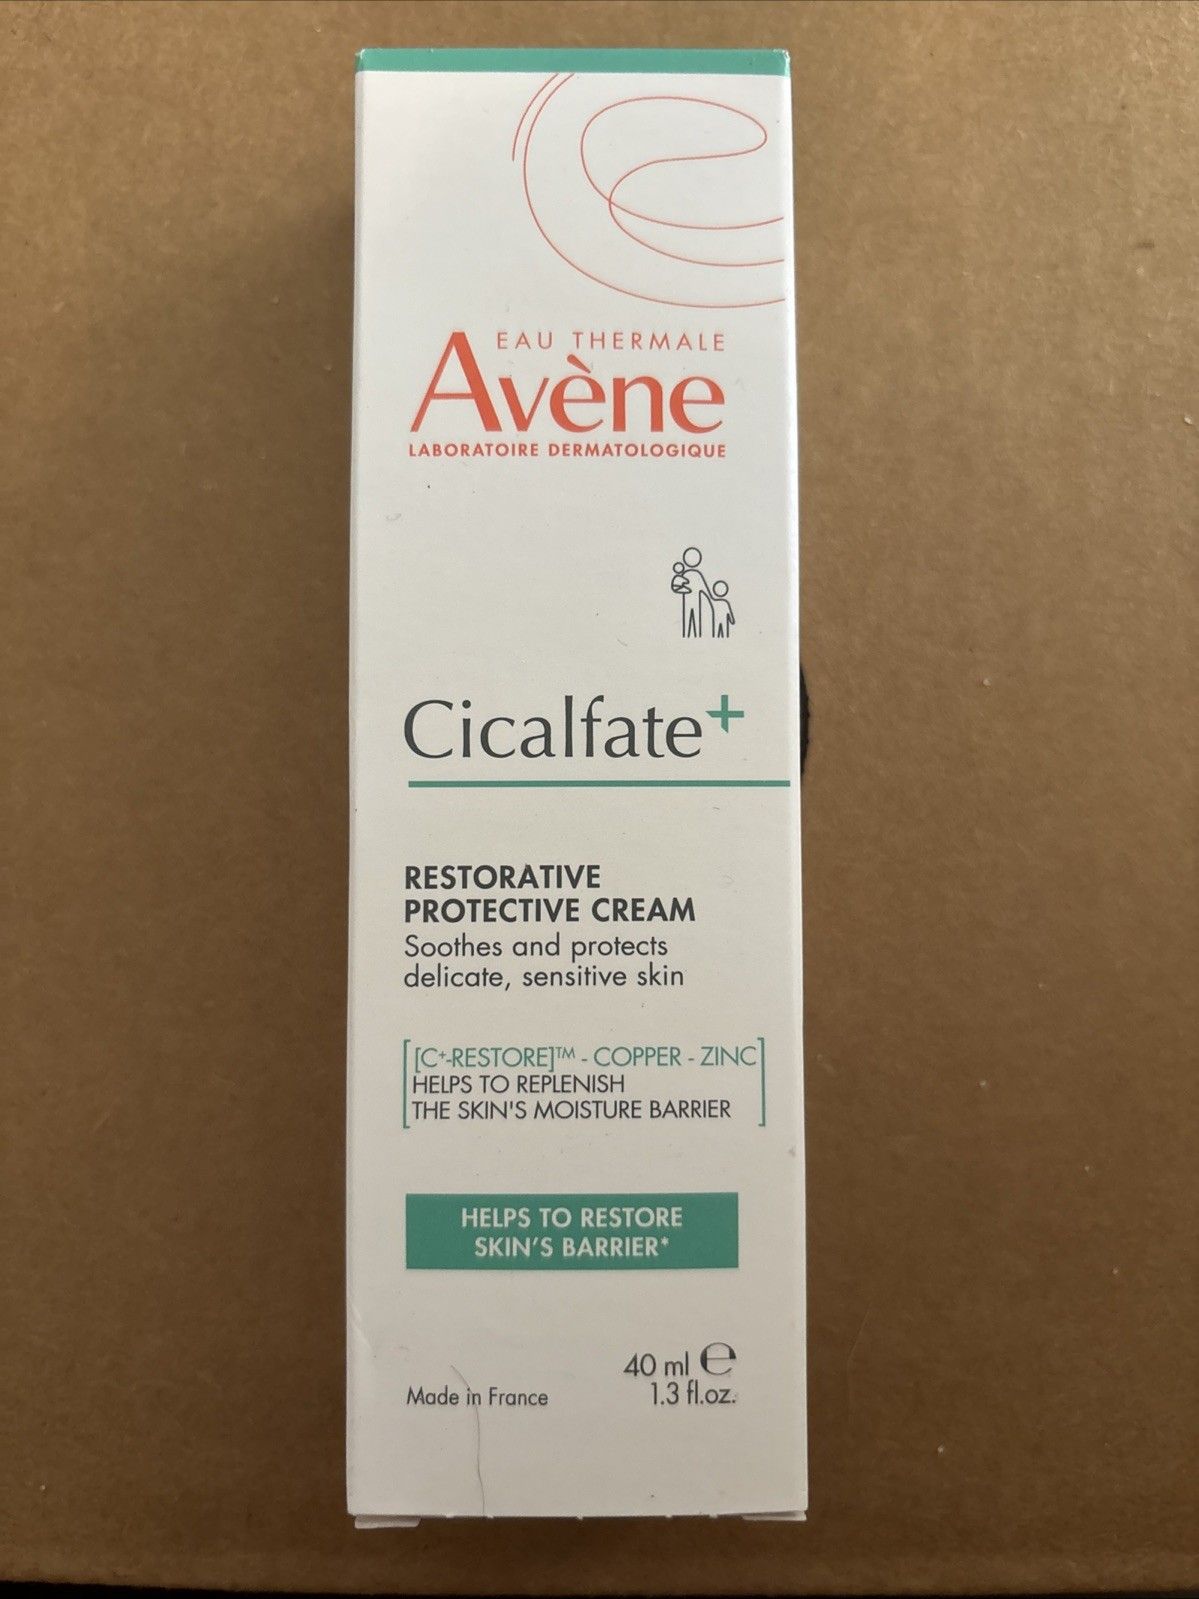 EAU THERMALE
Avène
LABORATOIRE DERMATOLOGIQUE
Cicalfate+
RESTORATIVE
PROTECTIVE CREAM
Soothes and protects
delicate, sensitive skin
[C+-RESTORE]™ - COPPER - ZINC
HELPS TO REPLENISH
THE SKIN'S MOISTURE BARRIER
HELPS TO RESTORE
SKIN'S BARRIER*
40 ml ℮
Made in France 1.3 fl.oz.